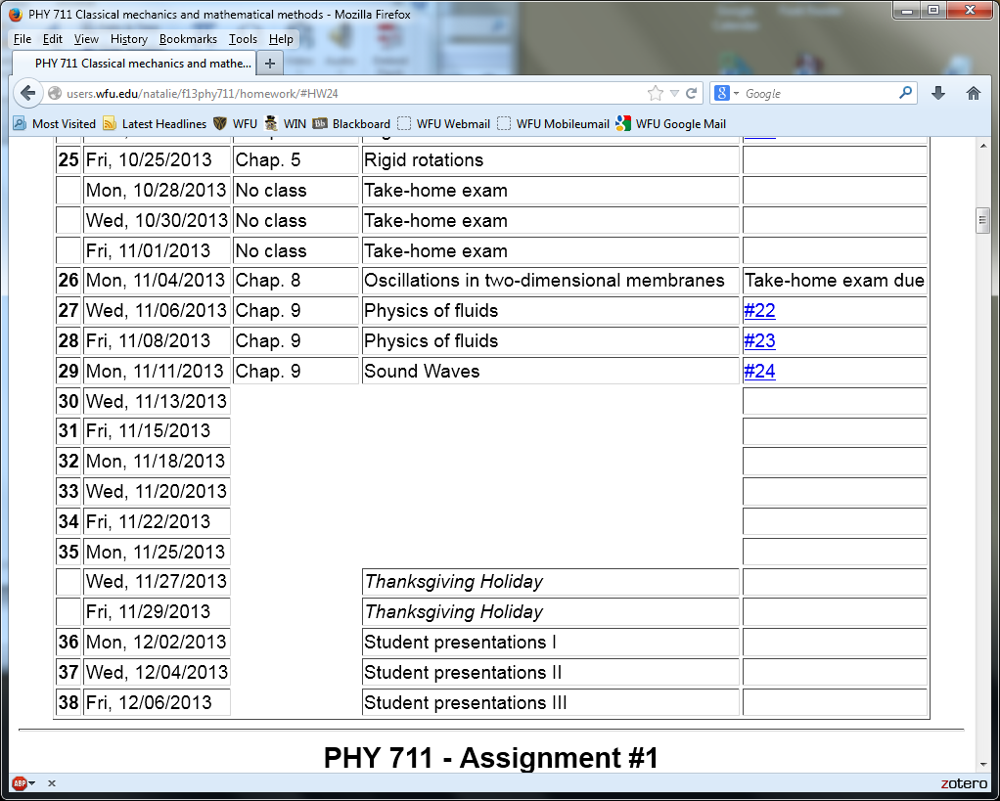 PHY 711 Classical mechanics and mathematical methods - Mozilla Firefox
File Edit View History Bookmarks Tools Help
PHY 711 Classical mechanics and mathe... +
users.wfu.edu/natalie/f13phy711/homework/#HW24 Google
Most Visited Latest Headlines WFU WIN Bb Blackboard WFU Webmail WFU Mobileumail WFU Google Mail
25 Fri, 10/25/2013 Chap. 5 Rigid rotations
Mon, 10/28/2013 No class Take-home exam
Wed, 10/30/2013 No class Take-home exam
Fri, 11/01/2013 No class Take-home exam
26 Mon, 11/04/2013 Chap. 8 Oscillations in two-dimensional membranes Take-home exam due
27 Wed, 11/06/2013 Chap. 9 Physics of fluids #22
28 Fri, 11/08/2013 Chap. 9 Physics of fluids #23
29 Mon, 11/11/2013 Chap. 9 Sound Waves #24
30 Wed, 11/13/2013
31 Fri, 11/15/2013
32 Mon, 11/18/2013
33 Wed, 11/20/2013
34 Fri, 11/22/2013
35 Mon, 11/25/2013
Wed, 11/27/2013 Thanksgiving Holiday
Fri, 11/29/2013 Thanksgiving Holiday
36 Mon, 12/02/2013 Student presentations I
37 Wed, 12/04/2013 Student presentations II
38 Fri, 12/06/2013 Student presentations III
PHY 711 - Assignment #1
ABP zotero